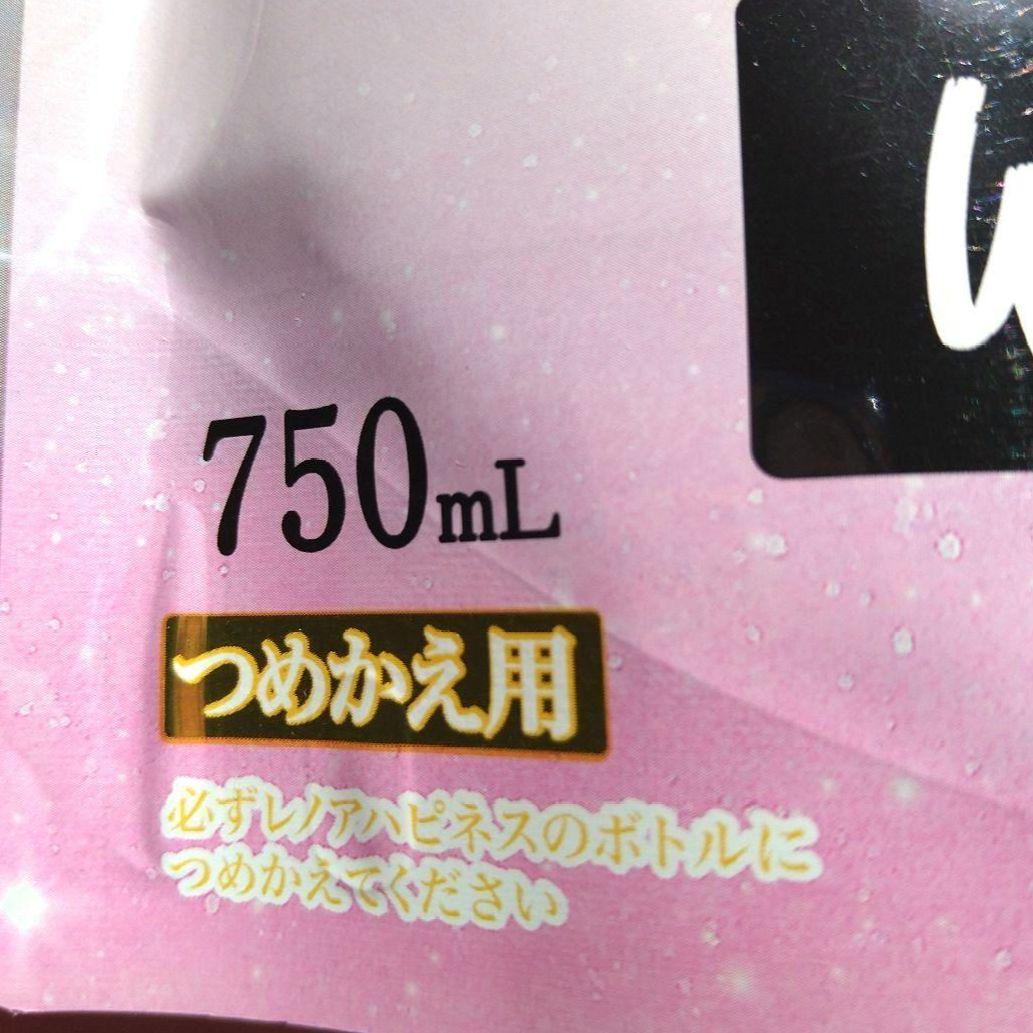 750mL
つめかえ用
必ずレノアハピネスのボトルに
つめかえてください